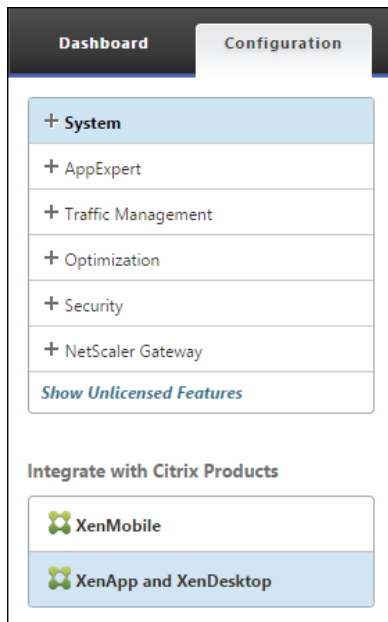 Dashboard Configuration
+ System
+ AppExpert
+ Traffic Management
+ Optimization
+ Security
+ NetScaler Gateway
Show Unlicensed Features
Integrate with Citrix Products
XenMobile
XenApp and XenDesktop